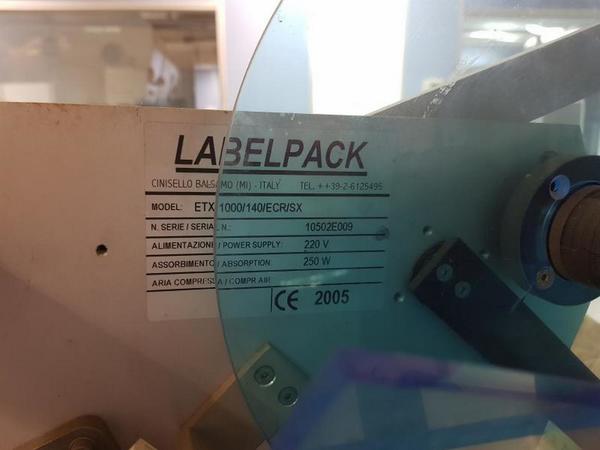 LABELPACK
CINISELLO BALSAMO (MI) - ITALY TEL. ++39-2-6125495
MODEL: ETX 1000/140/ECR/SX
N. SERIE / SERIAL N.: 10502E009
ALIMENTAZIONE / POWER SUPPLY: 220 V
ASSORBIMENTO / ABSORPTION: 250 W
ARIA COMPRESSA / COMPR AIR
CE 2005